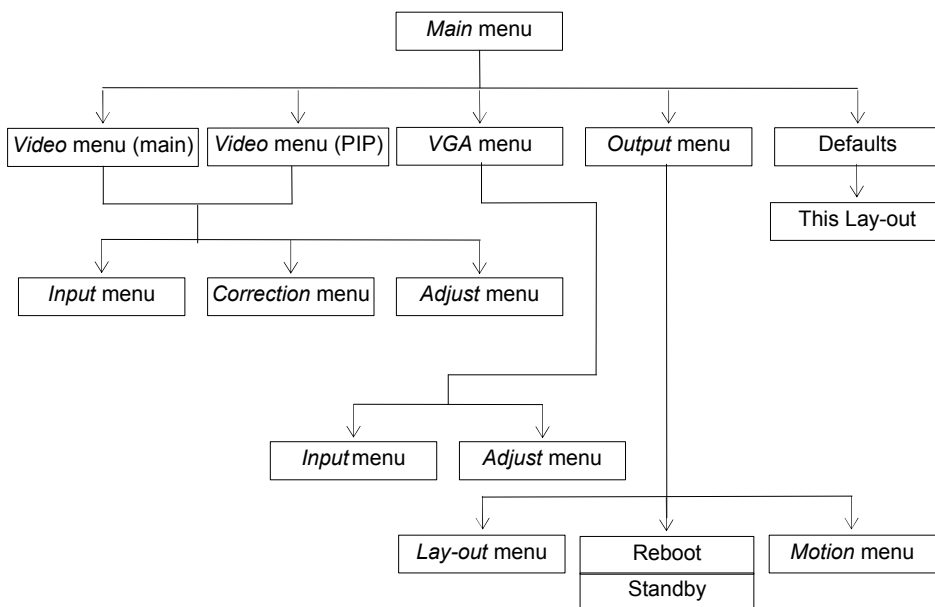 Main menu
Video menu (main)
Video menu (PIP)
VGA menu
Output menu
Defaults
This Lay-out
Input menu
Correction menu
Adjust menu
Input menu
Adjust menu
Lay-out menu
Reboot
Motion menu
Standby